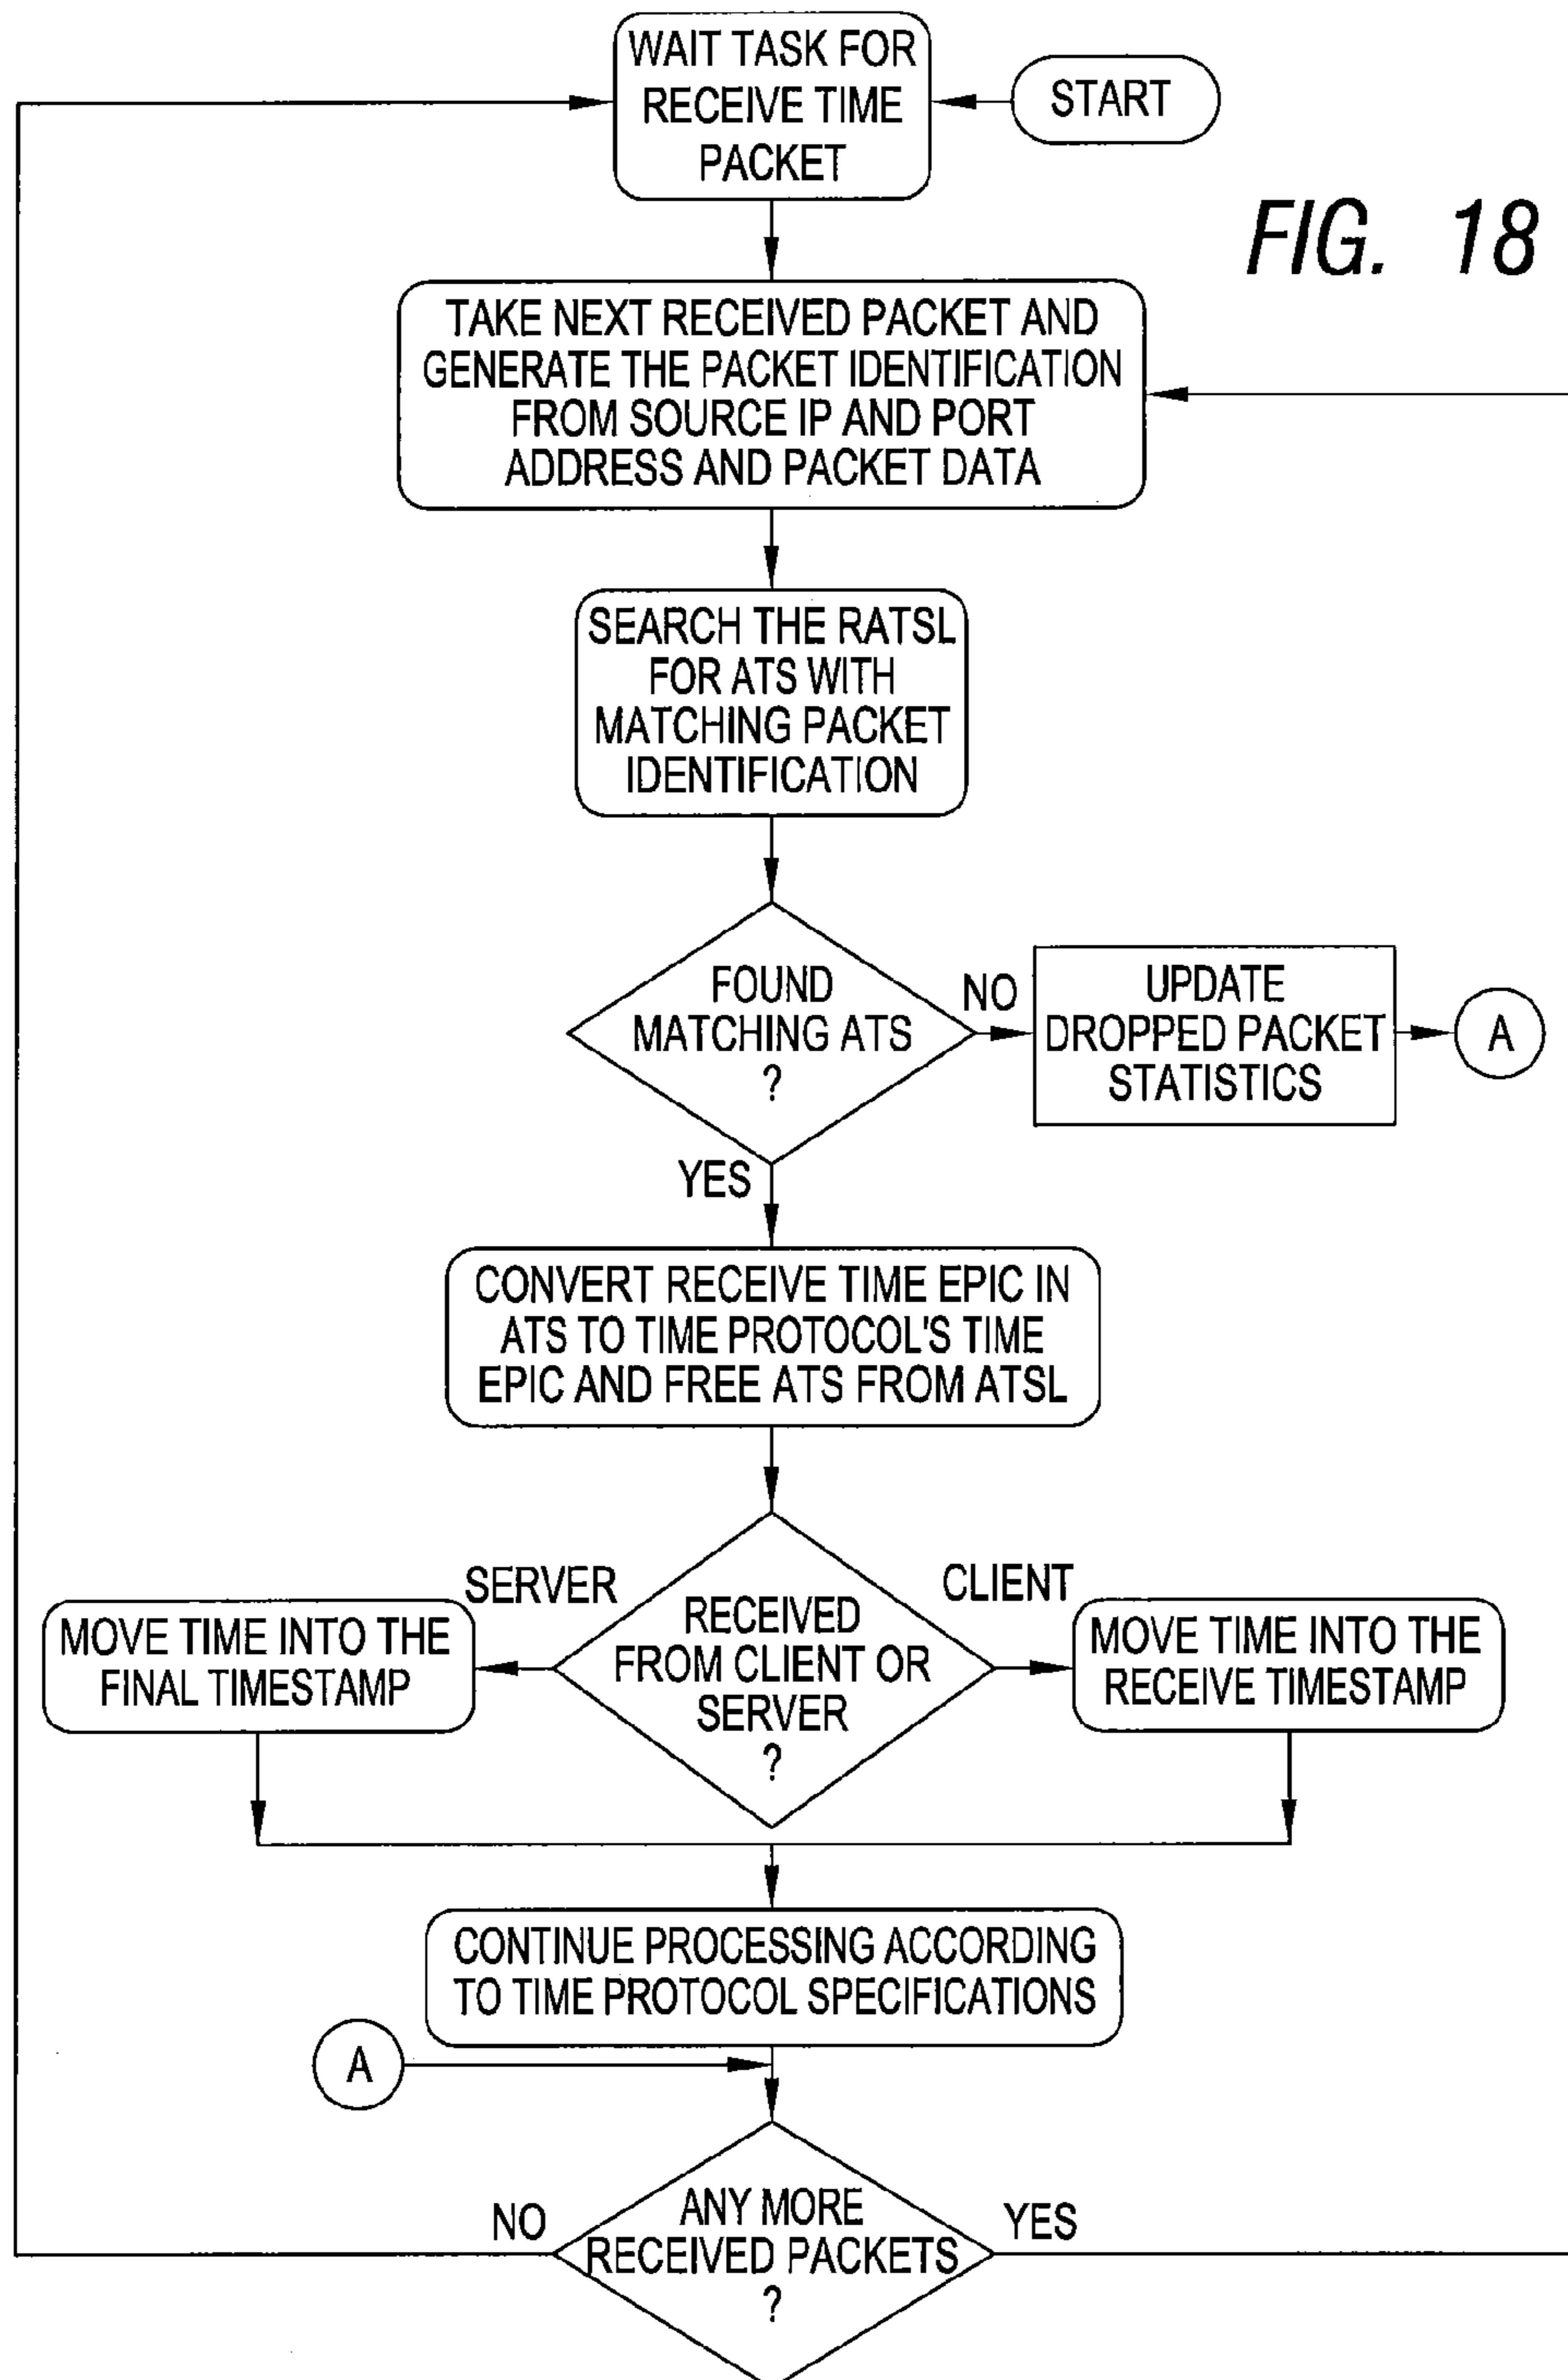 WAIT TASK FOR
RECEIVE TIME
PACKET
START
FIG. 18
TAKE NEXT RECEIVED PACKET AND
GENERATE THE PACKET IDENTIFICATION
FROM SOURCE IP AND PORT
ADDRESS AND PACKET DATA
SEARCH THE RATSL
FOR ATS WITH
MATCHING PACKET
IDENTIFICATION
FOUND
MATCHING ATS
?
NO
UPDATE
DROPPED PACKET
STATISTICS
A
YES
CONVERT RECEIVE TIME EPIC IN
ATS TO TIME PROTOCOL'S TIME
EPIC AND FREE ATS FROM ATSL
SERVER
RECEIVED
FROM CLIENT OR
SERVER
?
CLIENT
MOVE TIME INTO THE
FINAL TIMESTAMP
MOVE TIME INTO THE
RECEIVE TIMESTAMP
CONTINUE PROCESSING ACCORDING
TO TIME PROTOCOL SPECIFICATIONS
A
NO
ANY MORE
RECEIVED PACKETS
?
YES